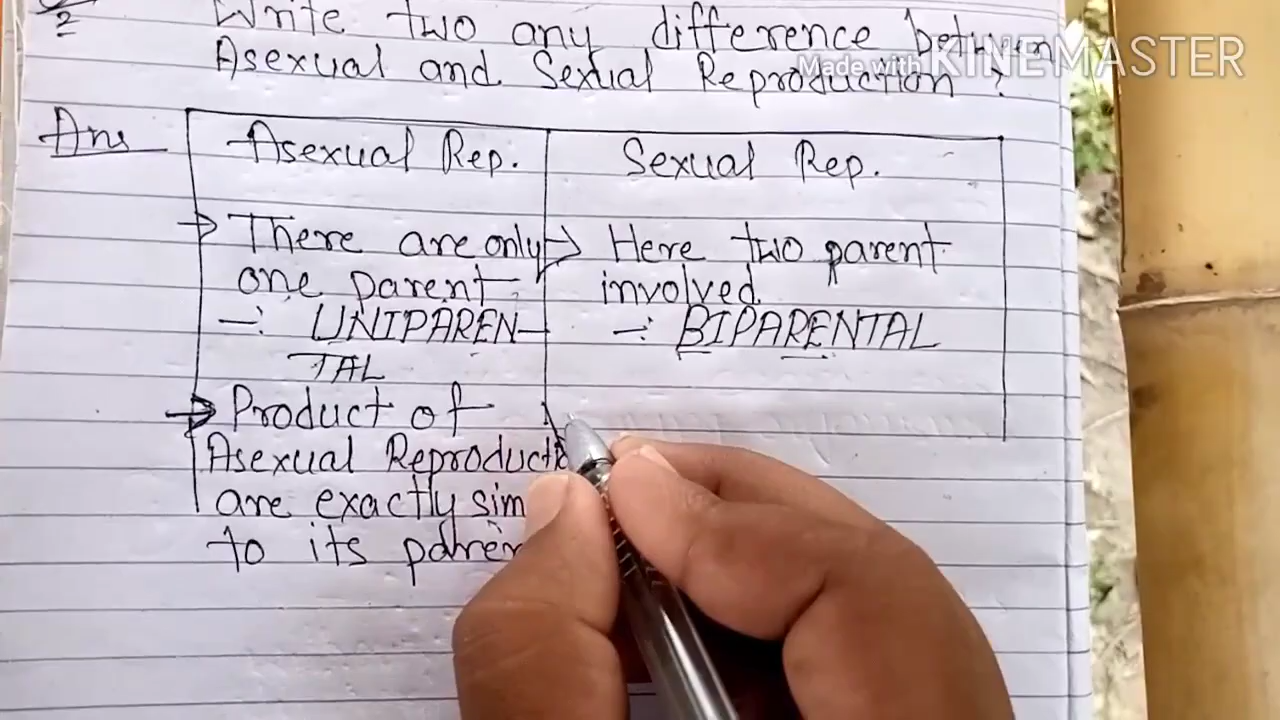 2
Write two any difference between
Asexual and Sexual Reproduction ?
Made with KINEMASTER
Ans
Asexual Rep.
Sexual Rep.
→ There are only
one parent
-: UNIPAREN-
TAL
→ Here two parent
involved
-: BIPARENTAL
→ Product of
Asexual Reproductio
are exactly sim
to its paren